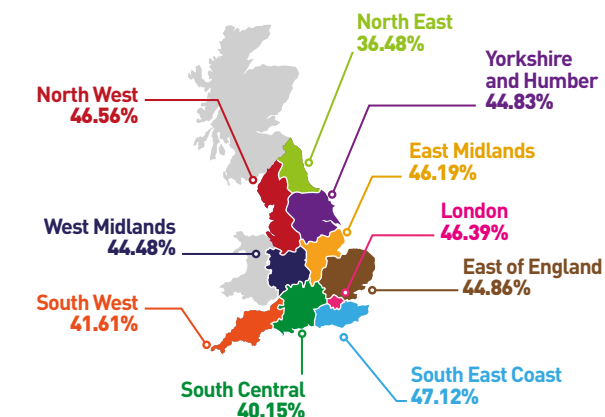 North East
36.48%
Yorkshire
and Humber
44.83%
North West
46.56%
East Midlands
46.19%
London
46.39%
West Midlands
44.48%
East of England
44.86%
South West
41.61%
South East Coast
47.12%
South Central
40.15%